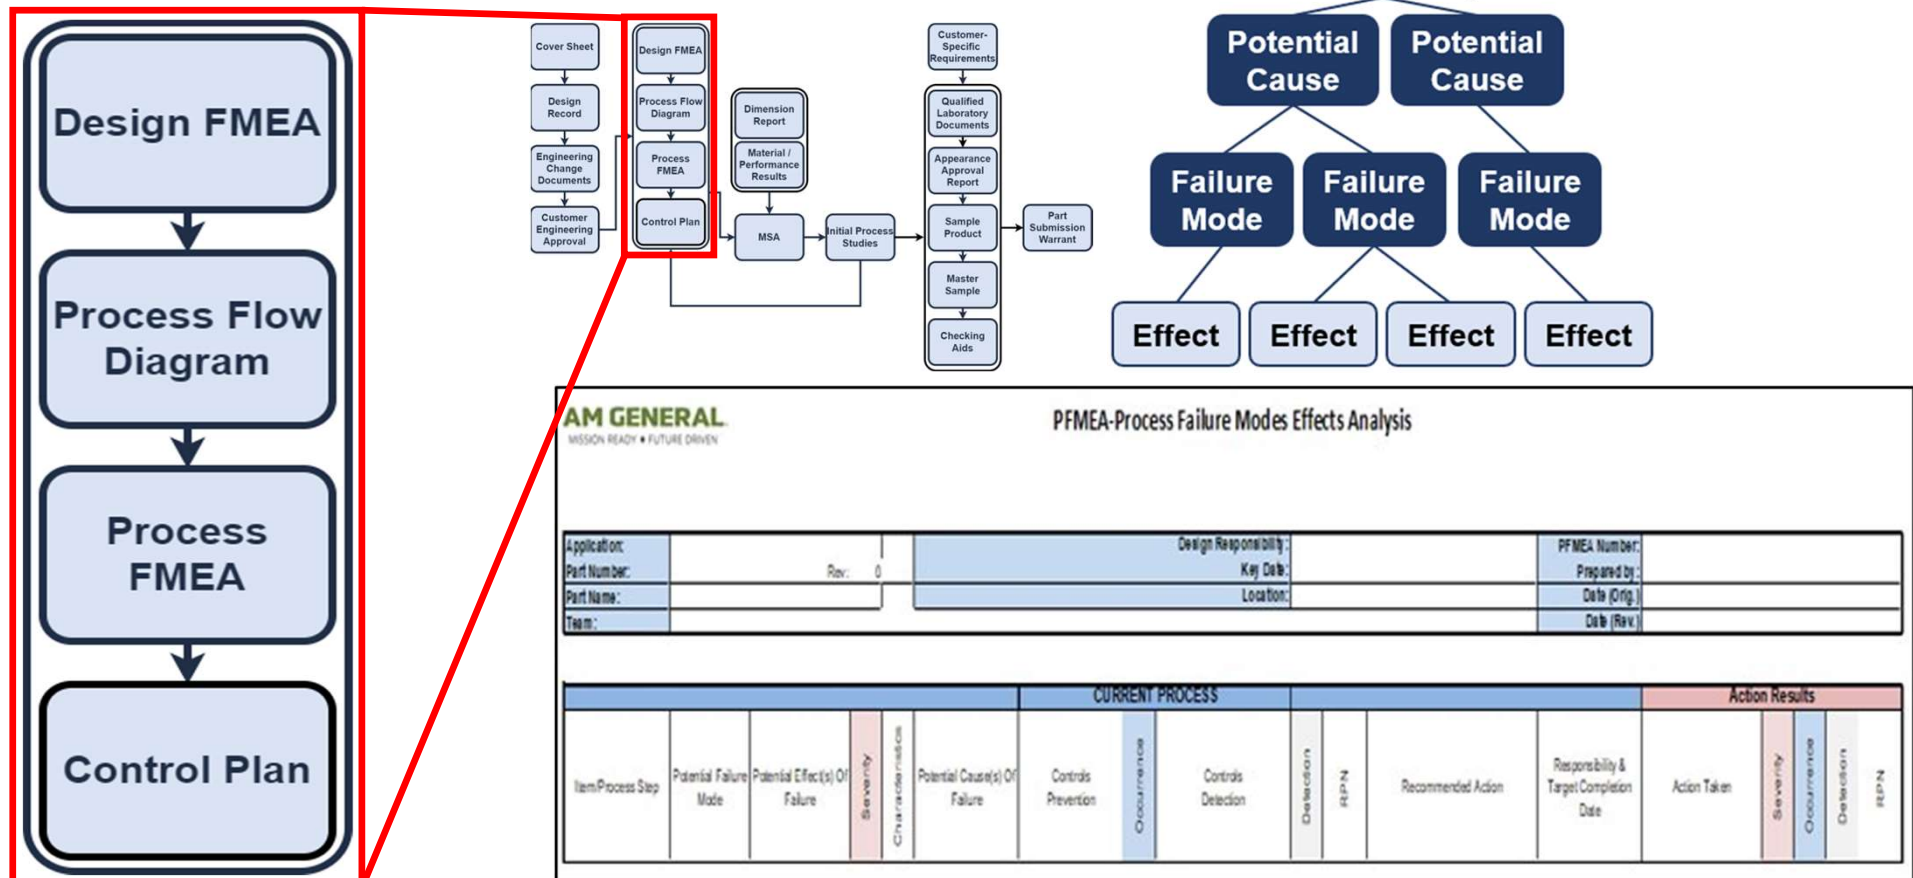 Design FMEA
Process Flow
Diagram
Process
FMEA
Control Plan
Cover Sheet
Design
Record
Engineering
Change
Documents
Customer
Engineering
Approval
Design FMEA
Process Flow
Diagram
Process
FMEA
Control Plan
Dimension
Report
Material /
Performance
Results
MSA
Initial Process
Studies
Customer-
Specific
Requirements
Qualified
Laboratory
Documents
Appearance
Approval
Report
Sample
Product
Master
Sample
Checking
Aids
Part
Submission
Warrant
Potential
Cause
Potential
Cause
Failure
Mode
Failure
Mode
Failure
Mode
Effect
Effect
Effect
Effect
AM GENERAL
MISSION READY ♦ FUTURE DRIVEN
PFMEA-Process Failure Modes Effects Analysis
Application:
Design Responsibility:
PFMEA Number:
Part Number:
Rev: 0
Key Date:
Prepared by:
Part Name:
Location:
Date (Orig.)
Team:
Date (Rev.)
CURRENT PROCESS
Action Results
Item/Process Step
Potential Failure
Mode
Potential Effect(s) Of
Failure
Severity
Characteristics
Potential Cause(s) Of
Failure
Controls
Prevention
Occurrence
Controls
Detection
Detection
RPN
Recommended Action
Responsibility &
Target Completion
Date
Action Taken
Severity
Occurrence
Detection
RPN